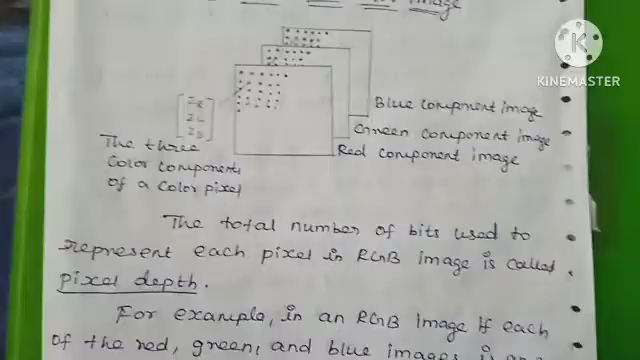 Image
KINEMASTER
Blue component image
Green component image
Red component image
The three
Color components
of a color pixel
The total number of bits used to
represent each pixel in RGB image is called
pixel depth.
For example, in an RGB image if each
of the red, green, and blue images is